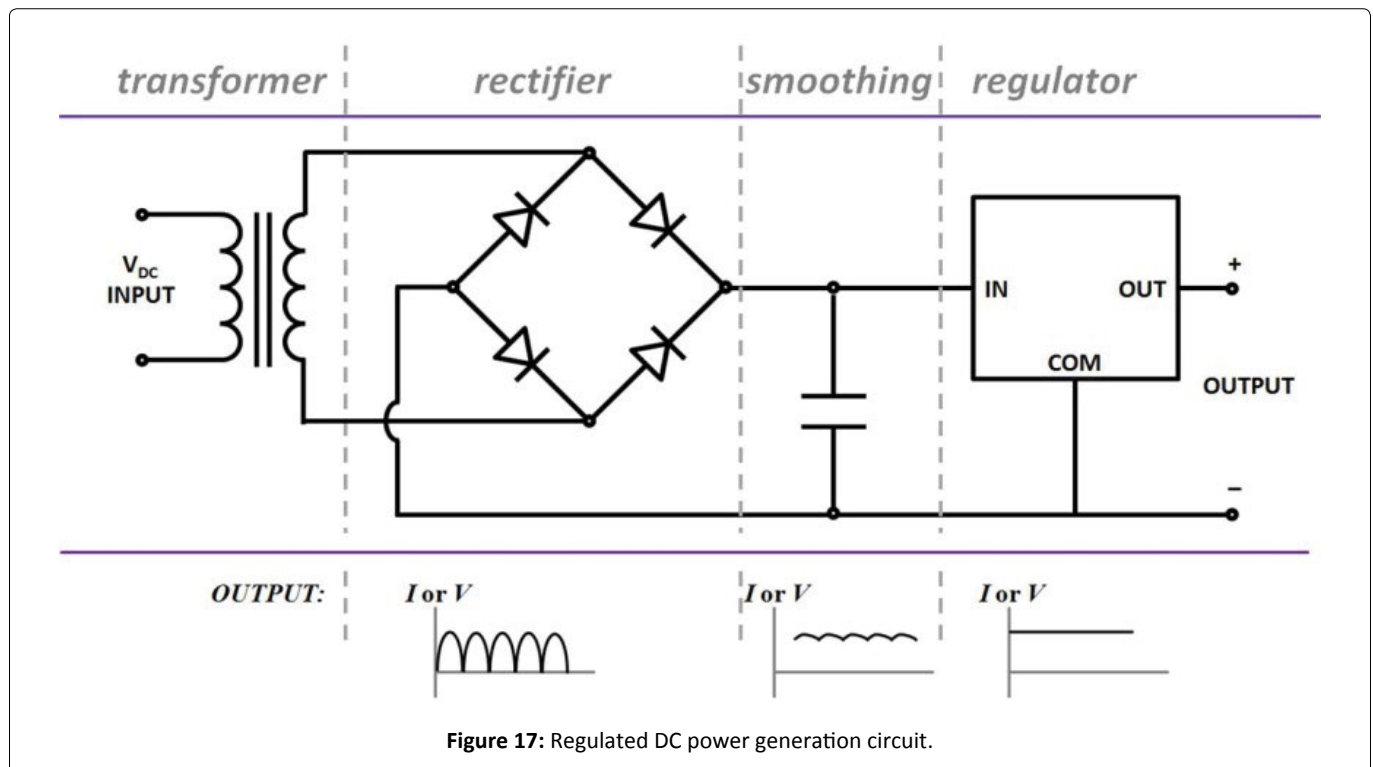 transformer rectifier smoothing regulator
V_DC
INPUT
IN OUT
COM
+
OUTPUT
−
OUTPUT: I or V I or V I or V
Figure 17: Regulated DC power generation circuit.